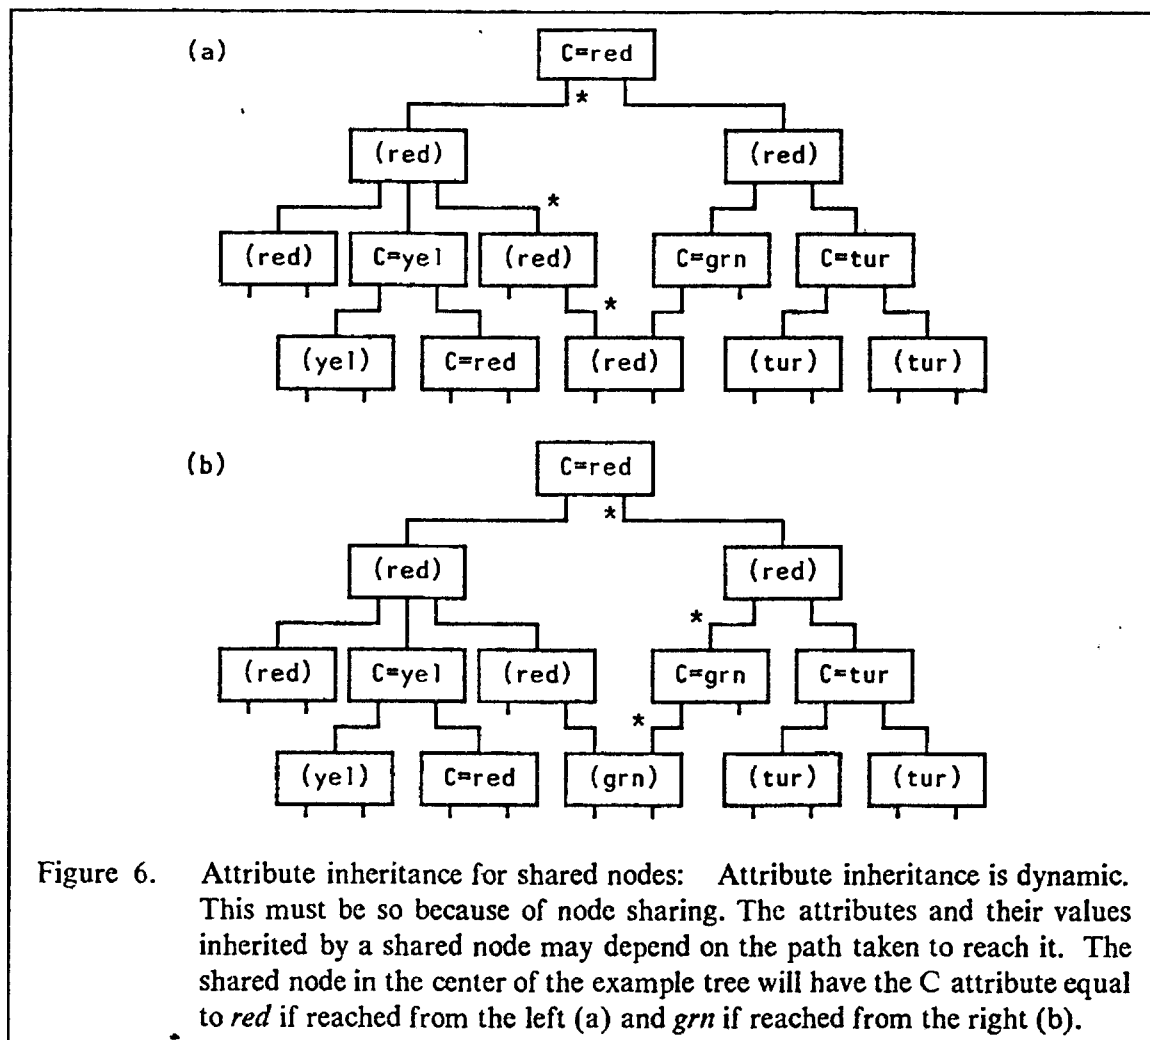 (a)
C=red
*
(red) (red)
*
(red) C=yel (red) C=grn C=tur
*
(yel) C=red (red) (tur) (tur)
(b)
C=red
*
(red) (red)
*
(red) C=yel (red) C=grn C=tur
*
(yel) C=red (grn) (tur) (tur)
Figure 6. Attribute inheritance for shared nodes: Attribute inheritance is dynamic.
This must be so because of node sharing. The attributes and their values
inherited by a shared node may depend on the path taken to reach it. The
shared node in the center of the example tree will have the C attribute equal
to red if reached from the left (a) and grn if reached from the right (b).